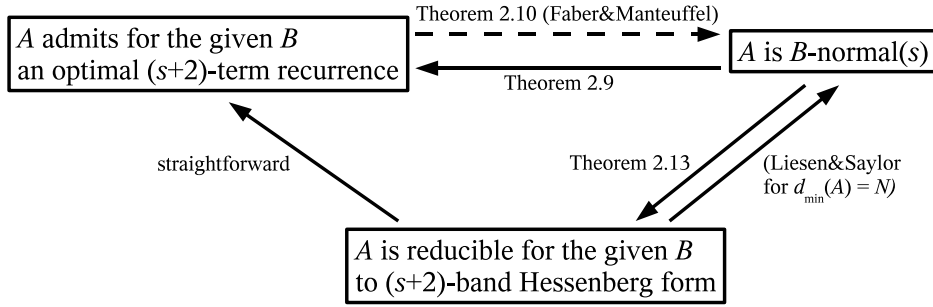 Theorem 2.10 (Faber&Manteuffel)
A admits for the given B
an optimal (s+2)-term recurrence
A is B-normal(s)
Theorem 2.9
straightforward
Theorem 2.13
(Liesen&Saylor
for d_min(A) = N)
A is reducible for the given B
to (s+2)-band Hessenberg form